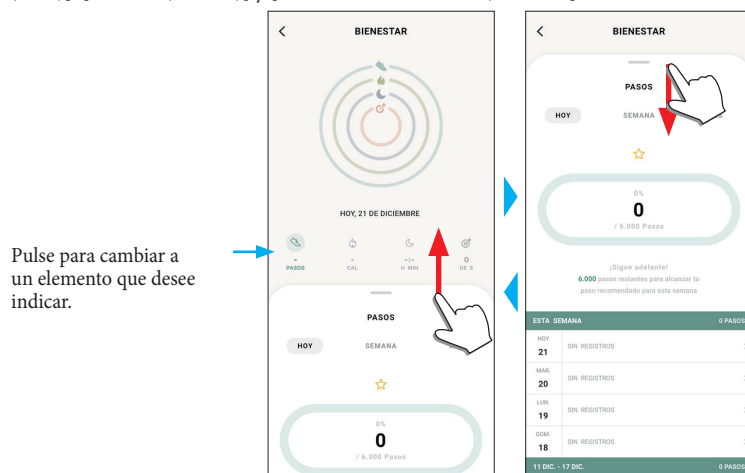 Pulse para cambiar a
un elemento que desee
indicar.
BIENESTAR
HOY, 21 DE DICIEMBRE
- - -:- 0
PASOS CAL H MIN DE 5
PASOS
HOY SEMANA
0%
0
/ 6.000 Pasos
BIENESTAR
PASOS
HOY SEMANA
0%
0
/ 6.000 Pasos
¡Sigue adelante!
6.000 pasos restantes para alcanzar tu
paso recomendado para esta semana
ESTA SEMANA 0 PASOS
HOY
21 SIN REGISTROS
MAR.
20 SIN REGISTROS
LUN.
19 SIN REGISTROS
DOM.
18 SIN REGISTROS
11 DIC. - 17 DIC. 0 PASOS